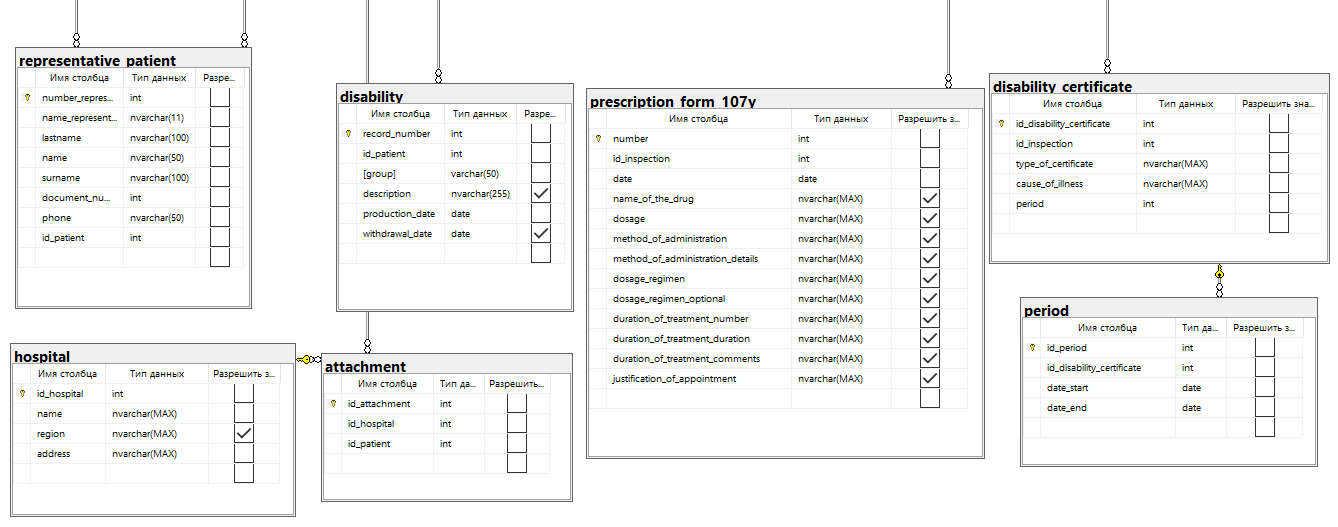 representative_patient
Имя столбца Тип данных Разре...
number_repres... int
name_represent... nvarchar(11)
lastname nvarchar(100)
name nvarchar(50)
surname nvarchar(100)
document_nu... int
phone nvarchar(50)
id_patient int
disability
Имя столбца Тип данных Разре...
record_number int
id_patient int
[group] varchar(50)
description nvarchar(255)
production_date date
withdrawal_date date
prescription_form_107y
Имя столбца Тип данных Разрешить з...
number int
id_inspection int
date date
name_of_the_drug nvarchar(MAX)
dosage nvarchar(MAX)
method_of_administration nvarchar(MAX)
method_of_administration_details nvarchar(MAX)
dosage_regimen nvarchar(MAX)
dosage_regimen_optional nvarchar(MAX)
duration_of_treatment_number nvarchar(MAX)
duration_of_treatment_duration nvarchar(MAX)
duration_of_treatment_comments nvarchar(MAX)
justification_of_appointment nvarchar(MAX)
disability_certificate
Имя столбца Тип данных Разрешить зна...
id_disability_certificate int
id_inspection int
type_of_certificate nvarchar(MAX)
cause_of_illness nvarchar(MAX)
period int
hospital
Имя столбца Тип данных Разрешить з...
id_hospital int
name nvarchar(MAX)
region nvarchar(MAX)
address nvarchar(MAX)
attachment
Имя столбца Тип да... Разрешить...
id_attachment int
id_hospital int
id_patient int
period
Имя столбца Тип да... Разрешить з...
id_period int
id_disability_certificate int
date_start date
date_end date